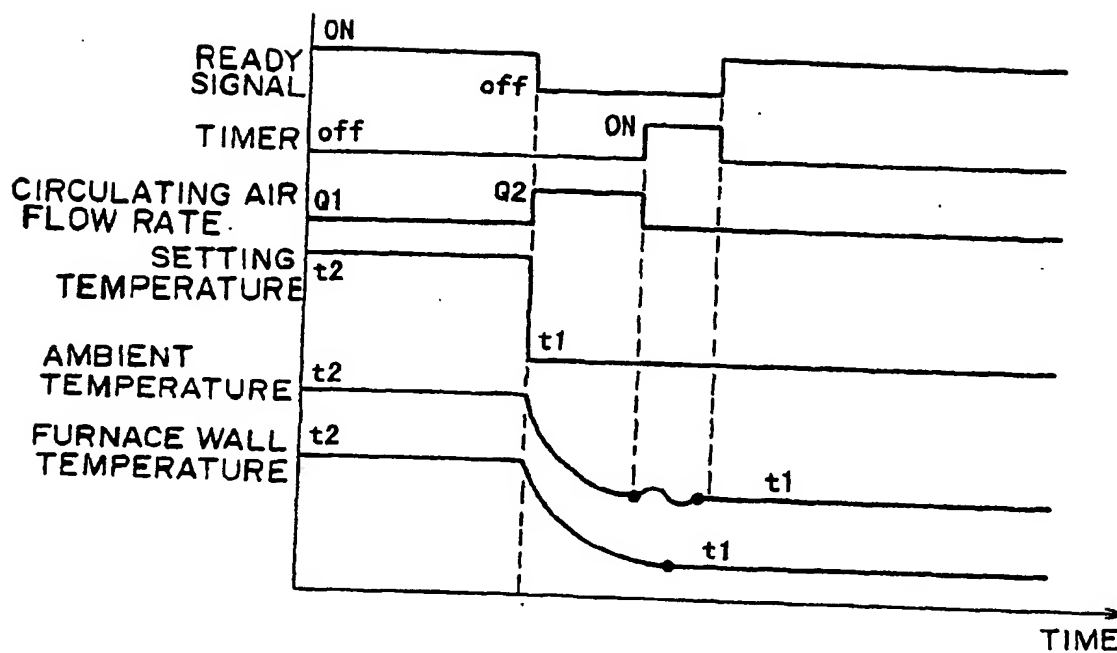 ON
READY
SIGNAL
off
TIMER
off
ON
CIRCULATING AIR
FLOW RATE.
Q1
Q2
SETTING
TEMPERATURE
t2
t1
AMBIENT
TEMPERATURE
t2
FURNACE WALL
TEMPERATURE
t2
t1
t1
TIME